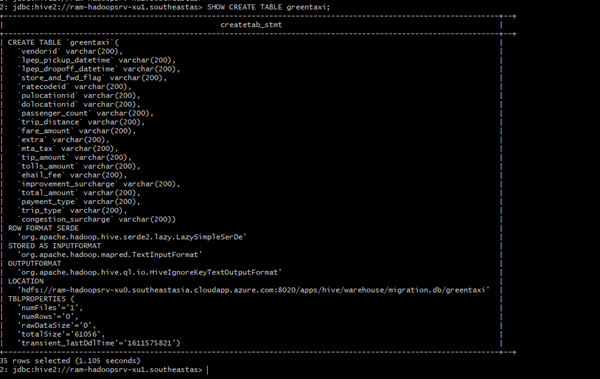 2: jdbc:hive2://ram-hadoopsrv-xu1.southeastas> SHOW CREATE TABLE greentaxi;
createtab_stmt
CREATE TABLE `greentaxi`(
`vendorid` varchar(200),
`lpep_pickup_datetime` varchar(200),
`lpep_dropoff_datetime` varchar(200),
`store_and_fwd_flag` varchar(200),
`ratecodeid` varchar(200),
`pulocationid` varchar(200),
`dolocationid` varchar(200),
`passenger_count` varchar(200),
`trip_distance` varchar(200),
`fare_amount` varchar(200),
`extra` varchar(200),
`mta_tax` varchar(200),
`tip_amount` varchar(200),
`tolls_amount` varchar(200),
`ehail_fee` varchar(200),
`improvement_surcharge` varchar(200),
`total_amount` varchar(200),
`payment_type` varchar(200),
`trip_type` varchar(200),
`congestion_surcharge` varchar(200))
ROW FORMAT SERDE
'org.apache.hadoop.hive.serde2.lazy.LazySimpleSerDe'
STORED AS INPUTFORMAT
'org.apache.hadoop.mapred.TextInputFormat'
OUTPUTFORMAT
'org.apache.hadoop.hive.ql.io.HiveIgnoreKeyTextOutputFormat'
LOCATION
'hdfs://ram-hadoopsrv-xu0.southeastasia.cloudapp.azure.com:8020/apps/hive/warehouse/migration.db/greentaxi'
TBLPROPERTIES (
'numFiles'='1',
'numRows'='0',
'rawDataSize'='0',
'totalSize'='61056',
'transient_lastDdlTime'='1611575821')
35 rows selected (1.105 seconds)
2: jdbc:hive2://ram-hadoopsrv-xu1.southeastas>